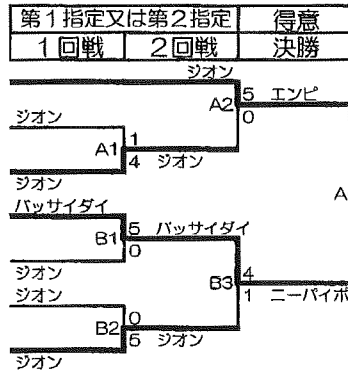 第1指定又は第2指定 得意
1回戦 2回戦 決勝
ジオン
A2 5 エンピ
0
ジオン
A1 1
4 ジオン
ジオン
A
バッサイダイ
B1 5 バッサイダイ
0
ジオン
ジオン
B3 4
1 ニーパイポ
B2 0
5 ジオン
ジオン